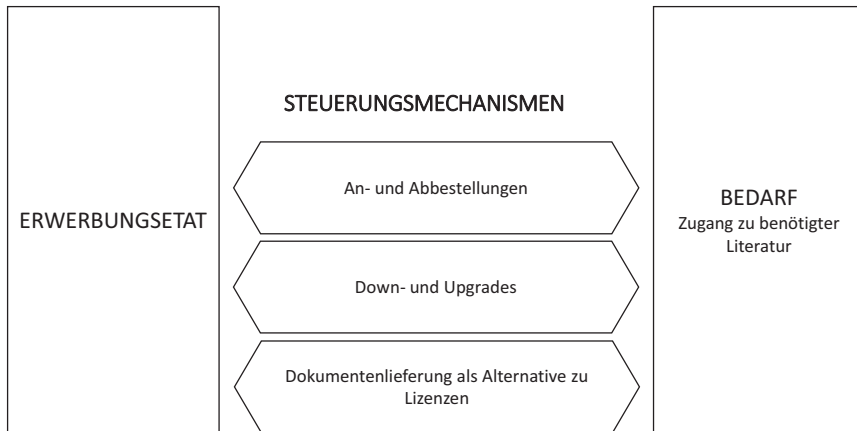 ERWERBUNGSETAT
STEUERUNGSMECHANISMEN
An- und Abbestellungen
Down- und Upgrades
Dokumentenlieferung als Alternative zu
Lizenzen
BEDARF
Zugang zu benötigter
Literatur